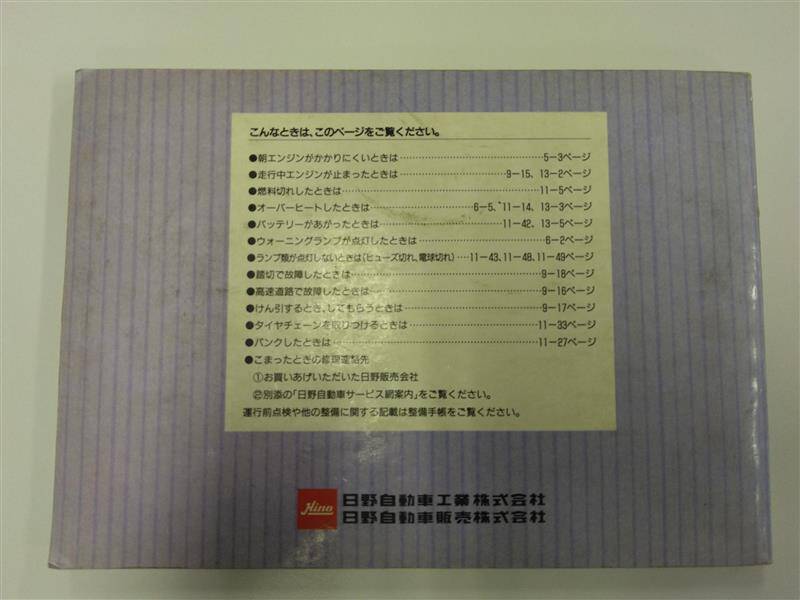 こんなときは、このページをご覧ください。
●朝エンジンがかかりにくいときは……………………………5−3ページ
●走行中エンジンが止まったときは……………………9−15、13−2ページ
●燃料切れしたときは……………………………………11−5ページ
●オーバーヒートしたときは……………………6−5、11−14、13−3ページ
●バッテリーがあがったときは……………………11−42、13−5ページ
●ウォーニングランプが点灯したときは……………………6−2ページ
●ランプ類が点灯しないときは(ヒューズ切れ、電球切れ)…11−43、11−48、11−49ページ
●踏切で故障したときは……………………………………9−18ページ
●高速道路で故障したときは………………………………9−16ページ
●けん引するとき、してもらうときは……………………9−17ページ
●タイヤチェーンを取りつけるときは……………………11−33ページ
●パンクしたときは………………………………………11−27ページ
●こまったときの修理連絡先
①お買いあげいただいた日野販売会社
②別添の「日野自動車サービス網案内」をご覧ください。
運行前点検や他の整備に関する記載は整備手帳をご覧ください。
Hino 日野自動車工業株式会社
日野自動車販売株式会社